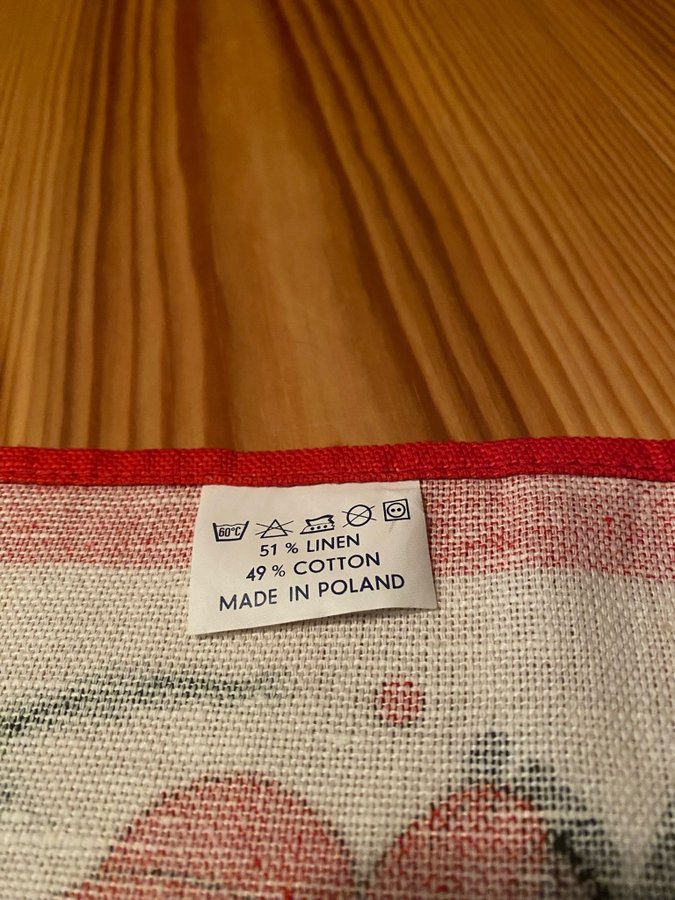 60°C
51 % LINEN
49 % COTTON
MADE IN POLAND